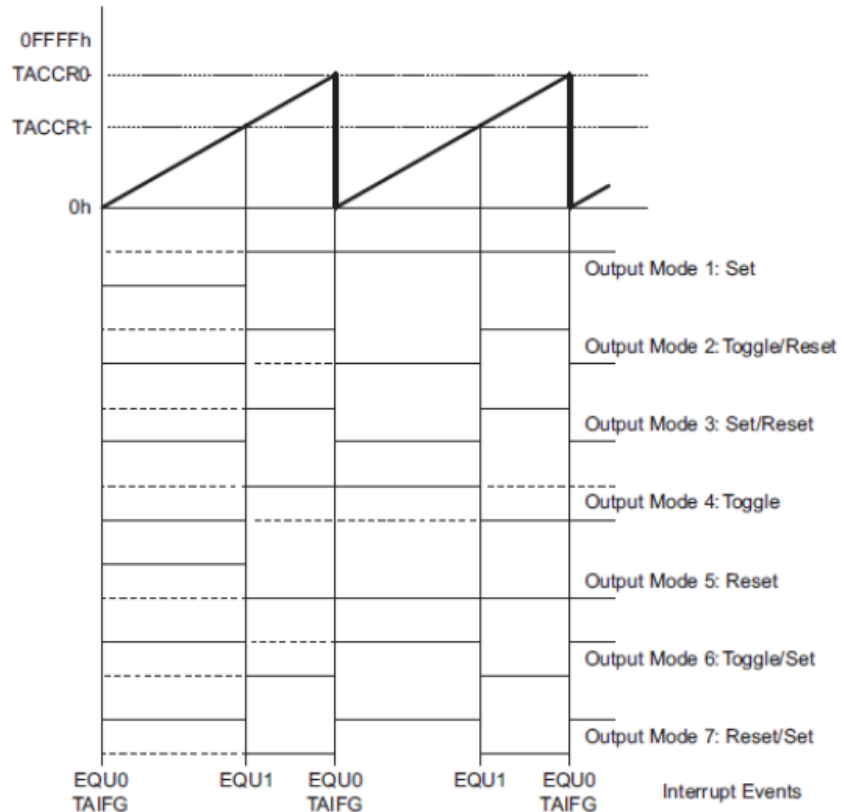 0FFFFh
TACCR0
TACCR1
0h
Output Mode 1: Set
Output Mode 2: Toggle/Reset
Output Mode 3: Set/Reset
Output Mode 4: Toggle
Output Mode 5: Reset
Output Mode 6: Toggle/Set
Output Mode 7: Reset/Set
EQU0 EQU1 EQU0 EQU1 EQU0 Interrupt Events
TAIFG TAIFG TAIFG